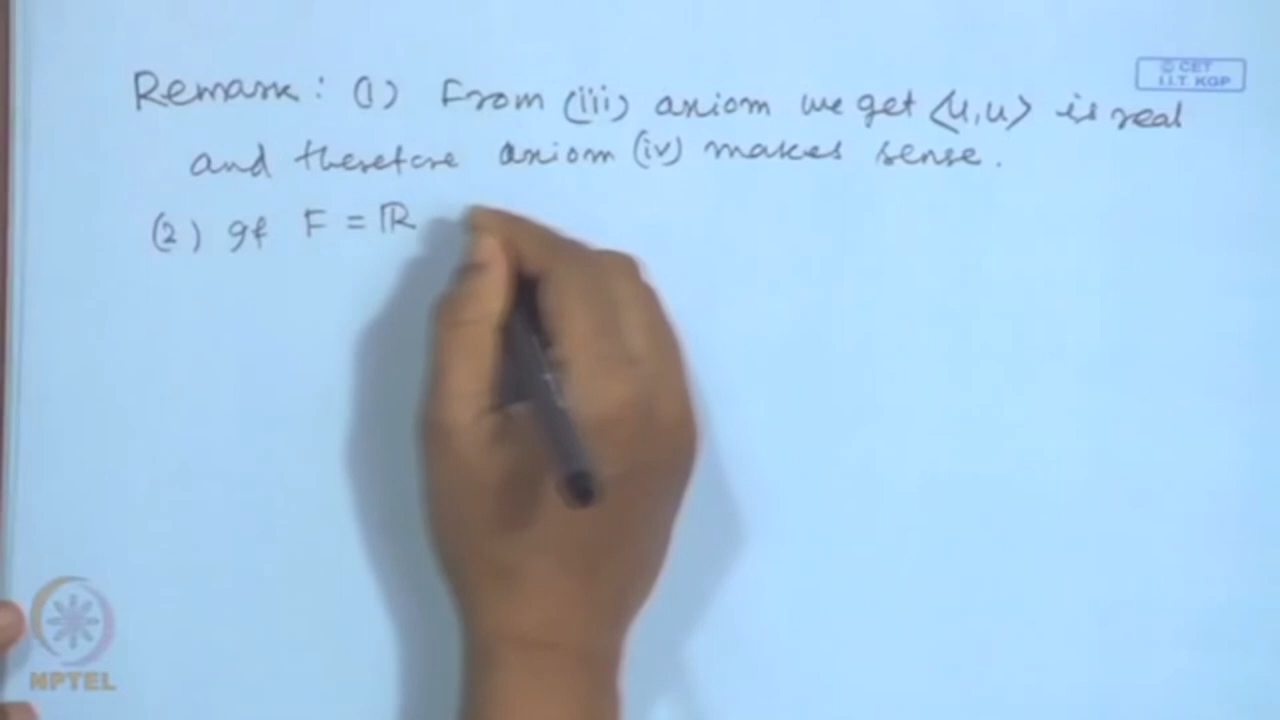 Remark: (1) From (iii) axiom we get <u,u> is real
and therefore axiom (iv) makes sense.
(2) If F = ℝ
© CET
I.I.T KGP
NPTEL